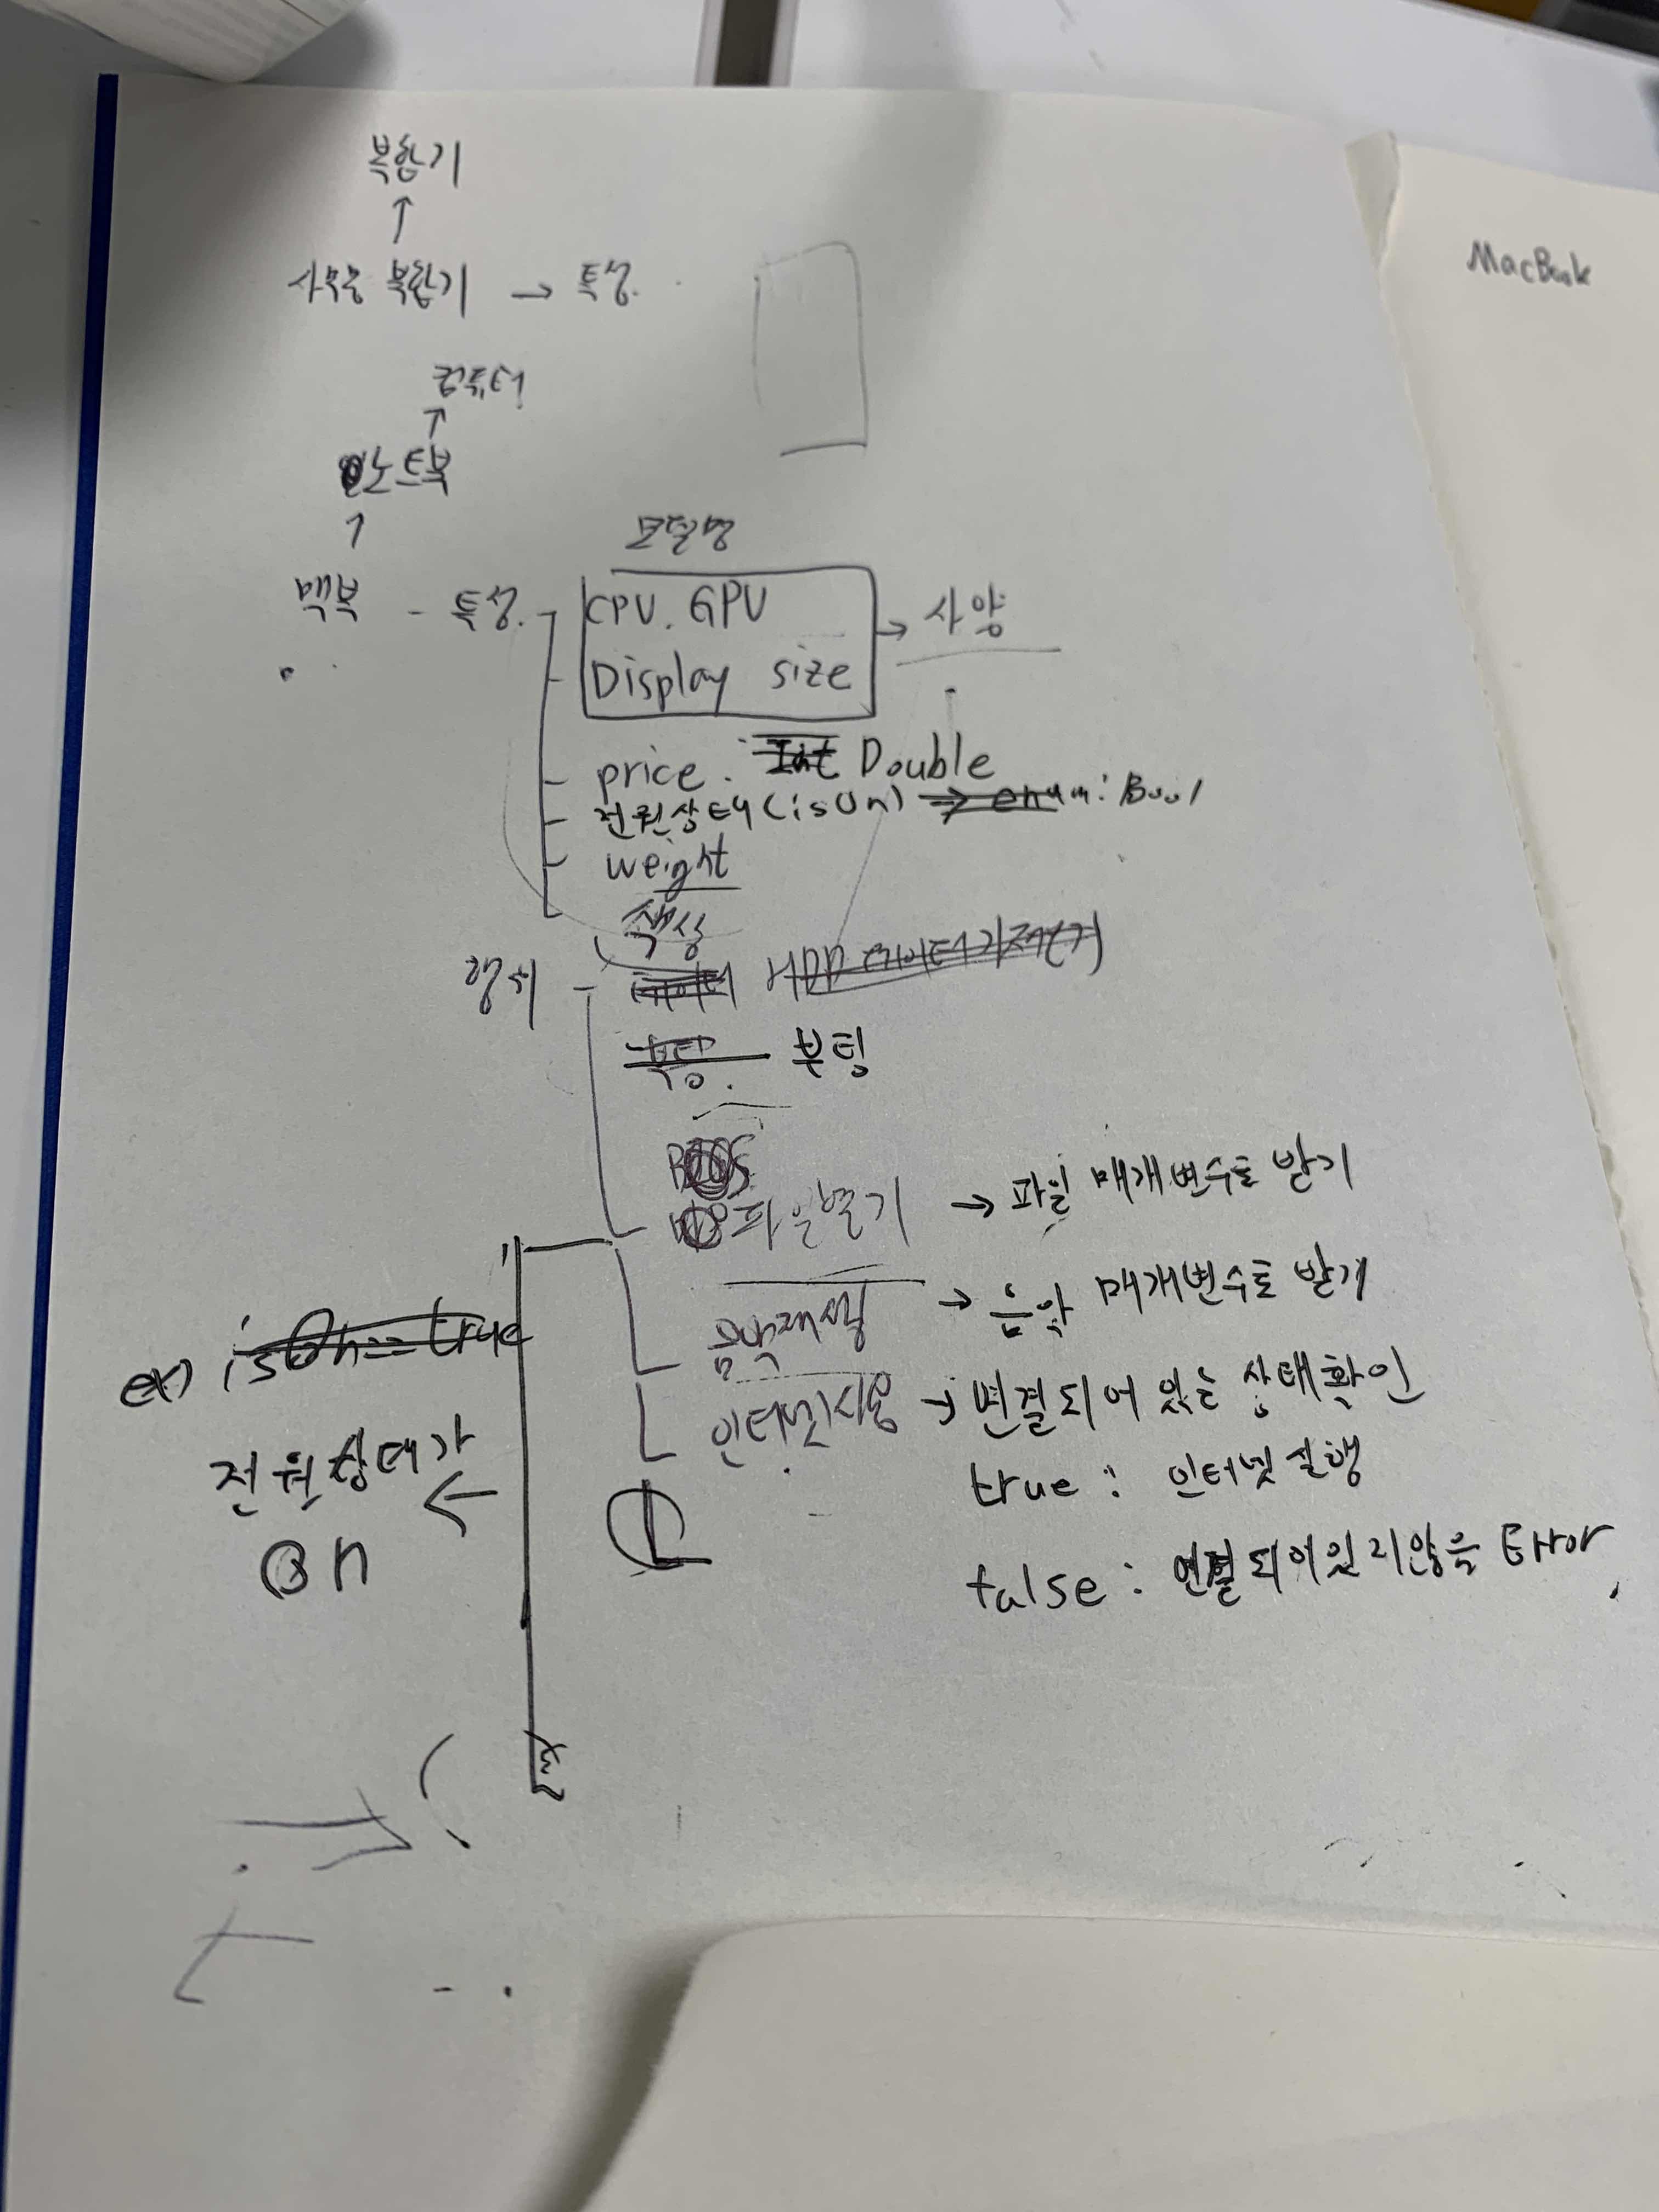 복합기
↑
사무용 복합기 → 특성
MacBook
컴퓨터
↑
노트북
↑
모델명
맥북 - 특성
CPU. GPU
Display size
→ 사양
price : Int Double
전원상태(isOn) → enum : Bool
weight
색상
행위 - 데이터 HDD
부팅. 부팅
BIOS
파일열기 → 파일 매개변수로 받기
음악재생 → 음악 매개변수로 받기
ex) isOn == true
인터넷사용 → 연결되어 있는 상태확인
전원상태가
←
On
true : 인터넷 실행
false : 연결되어있지않음 Error